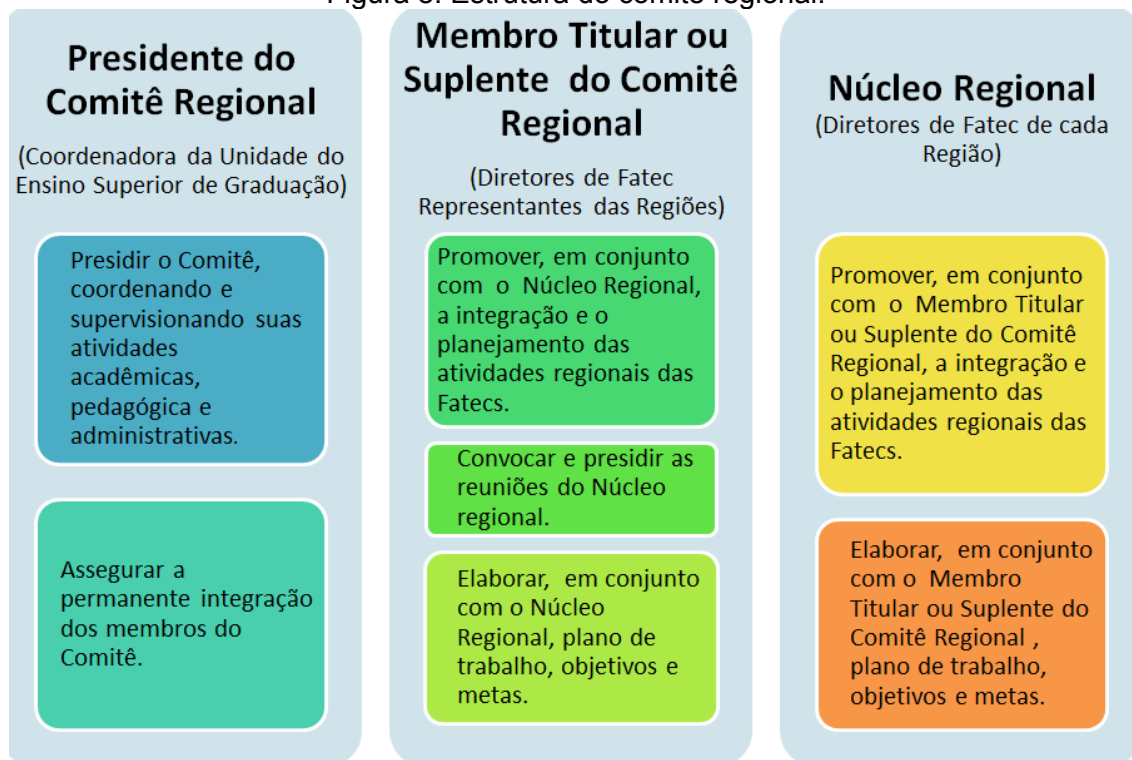 Figura 3. Estrutura do comitê regional.
Presidente do
Comitê Regional
(Coordenadora da Unidade do
Ensino Superior de Graduação)
Presidir o Comitê,
coordenando e
supervisionando suas
atividades
acadêmicas,
pedagógica e
administrativas.
Assegurar a
permanente integração
dos membros do
Comitê.
Membro Titular ou
Suplente do Comitê
Regional
(Diretores de Fatec
Representantes das Regiões)
Promover, em conjunto
com o Núcleo Regional,
a integração e o
planejamento das
atividades regionais das
Fatecs.
Convocar e presidir as
reuniões do Núcleo
regional.
Elaborar, em conjunto
com o Núcleo
Regional, plano de
trabalho, objetivos e
metas.
Núcleo Regional
(Diretores de Fatec de cada
Região)
Promover, em conjunto
com o Membro Titular
ou Suplente do Comitê
Regional, a integração e
o planejamento das
atividades regionais das
Fatecs.
Elaborar, em conjunto
com o Membro
Titular ou Suplente do
Comitê Regional ,
plano de trabalho,
objetivos e metas.